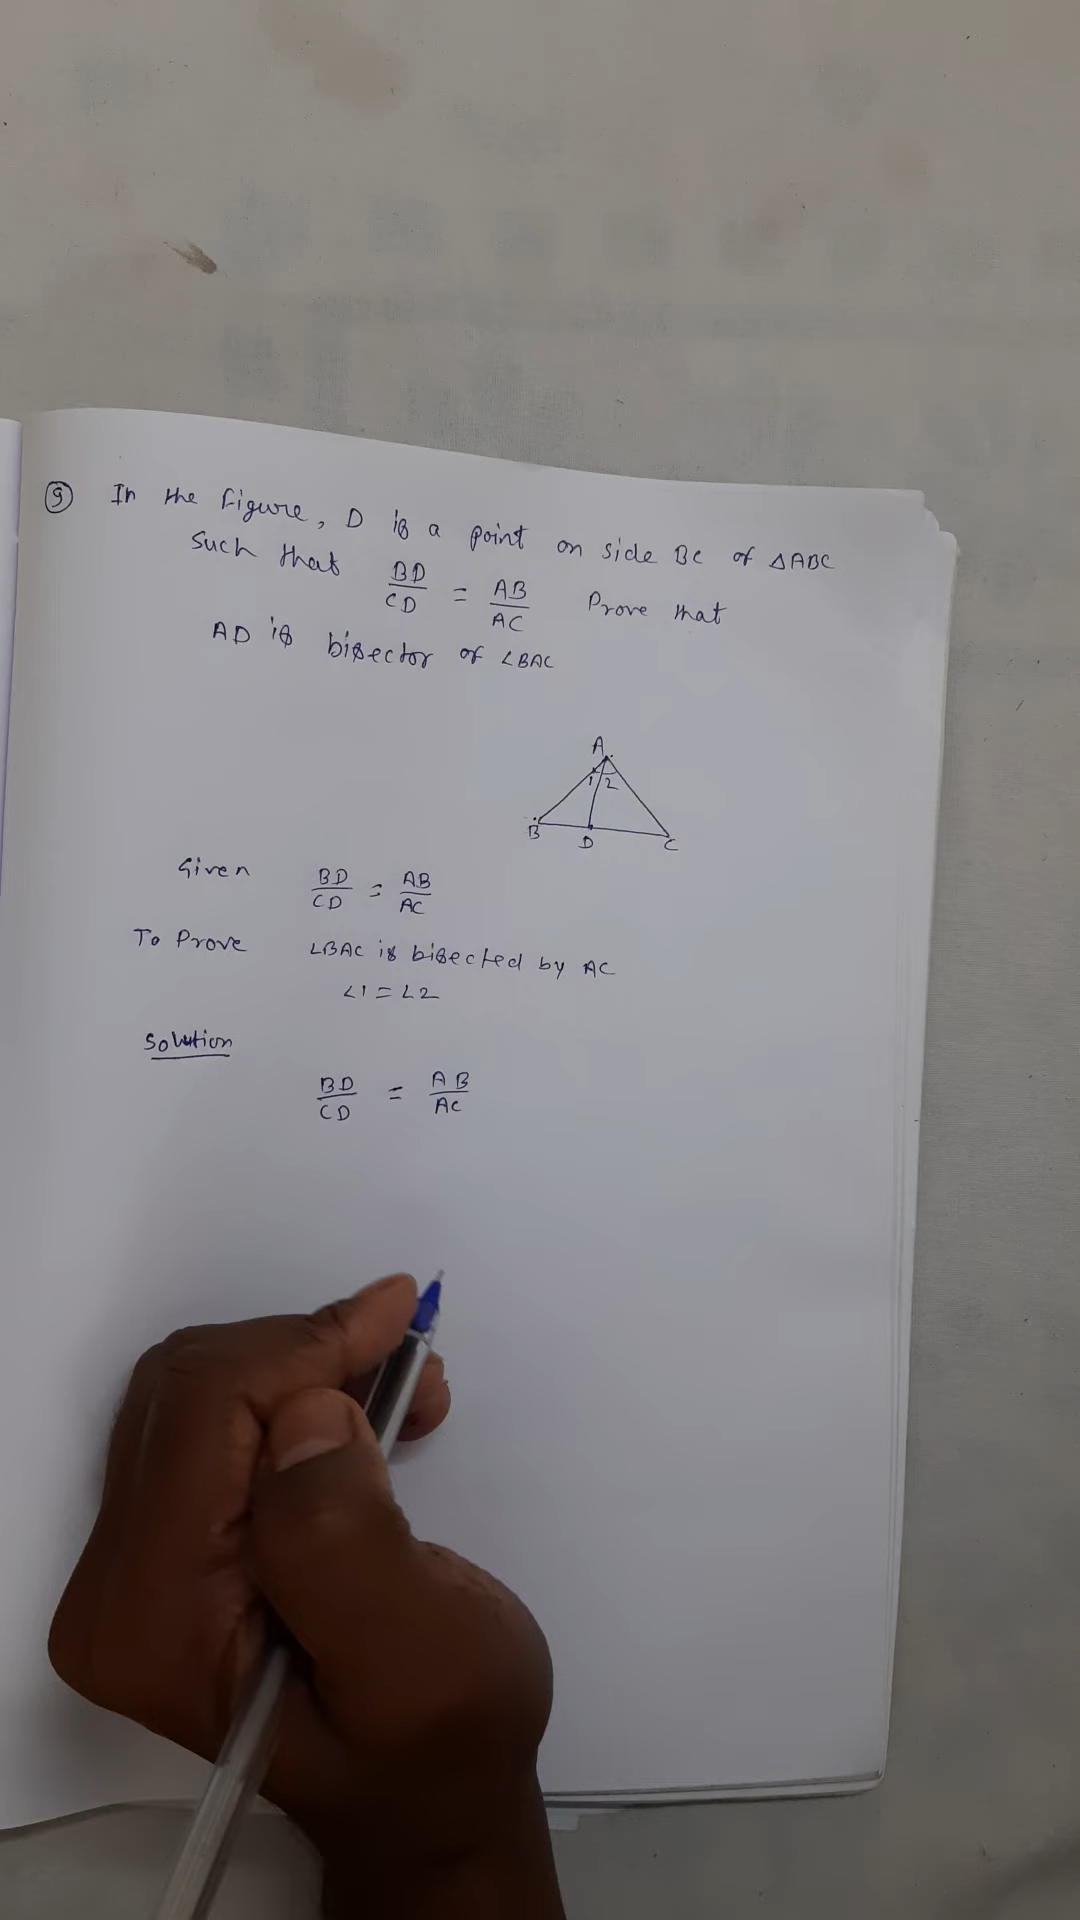 9 In the figure, D is a point on side BC of △ABC
such that BD/CD = AB/AC Prove that
AD is bisector of ∠BAC
A
1 2
B D C
Given BD/CD = AB/AC
To Prove ∠BAC is bisected by AC
∠1 = ∠2
Solution
BD/CD = AB/AC